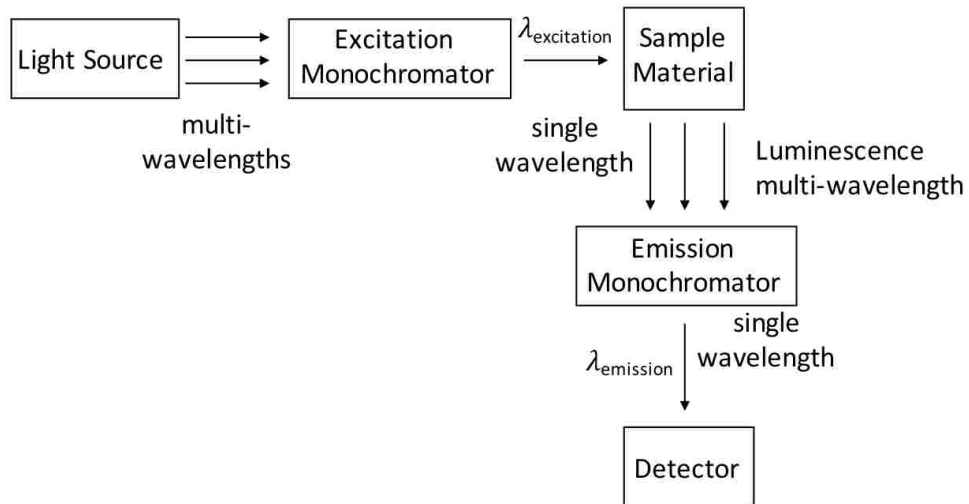 Light Source
multi-
wavelengths
Excitation
Monochromator
λexcitation
single
wavelength
Sample
Material
Luminescence
multi-wavelength
Emission
Monochromator
λemission
single
wavelength
Detector